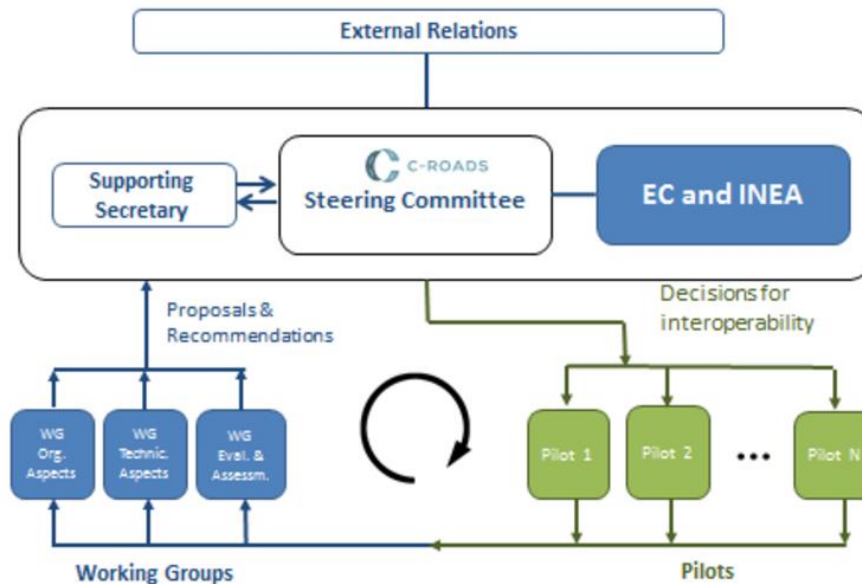 External Relations
C-ROADS
Supporting
Secretary
Steering Committee
EC and INEA
Proposals &
Recommendations
Decisions for
interoperability
WG
Org.
Aspects
WG
Technic.
Aspects
WG
Eval. &
Assessm.
Pilot 1
Pilot 2
...
Pilot N
Working Groups
Pilots